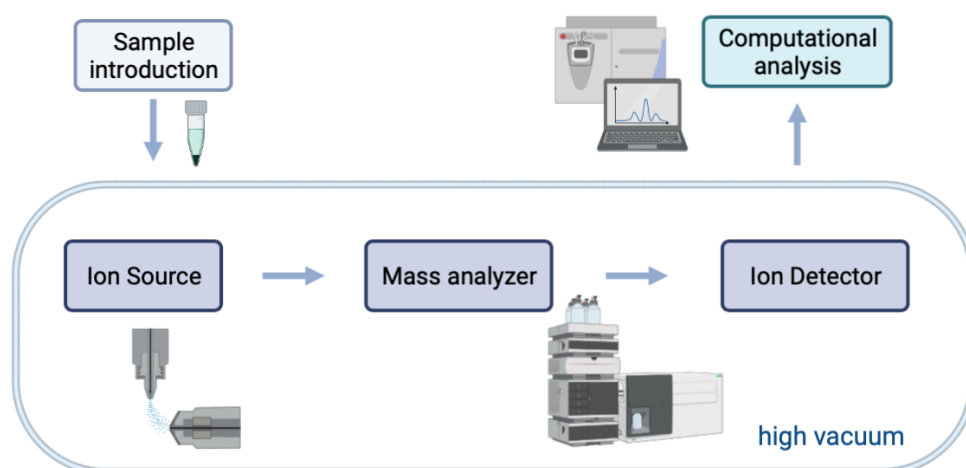 Sample
introduction
Computational
analysis
Ion Source
Mass analyzer
Ion Detector
high vacuum